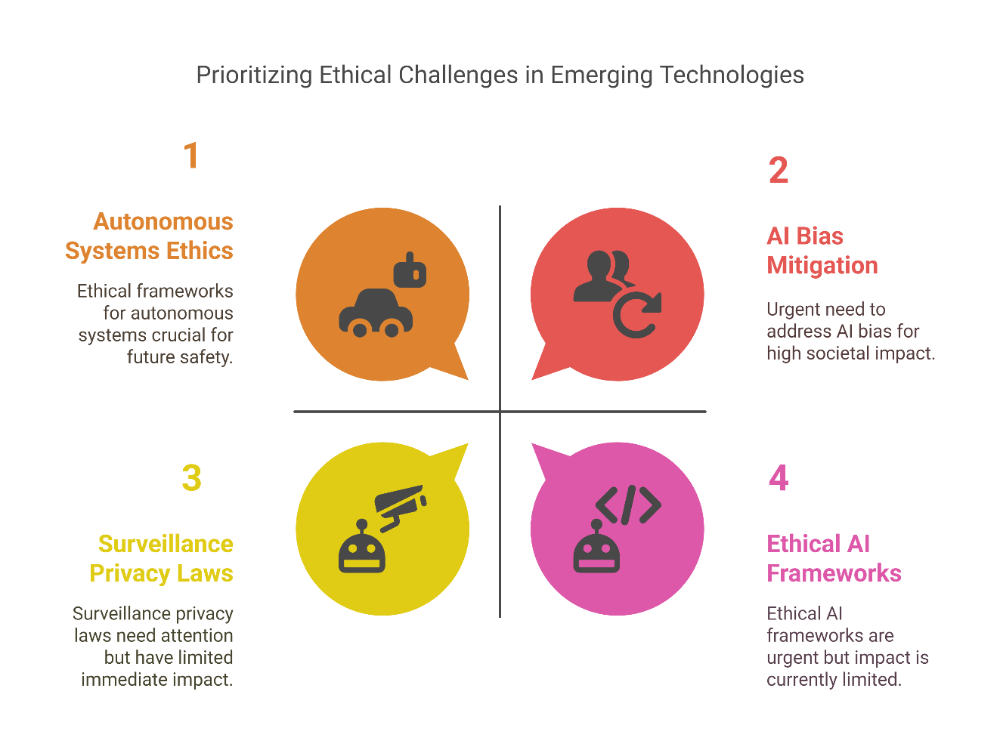 Prioritizing Ethical Challenges in Emerging Technologies
1
Autonomous
Systems Ethics
Ethical frameworks
for autonomous
systems crucial for
future safety.
2
AI Bias
Mitigation
Urgent need to
address AI bias for
high societal impact.
3
Surveillance
Privacy Laws
Surveillance privacy
laws need attention
but have limited
immediate impact.
4
Ethical AI
Frameworks
Ethical AI
frameworks are
urgent but impact is
currently limited.